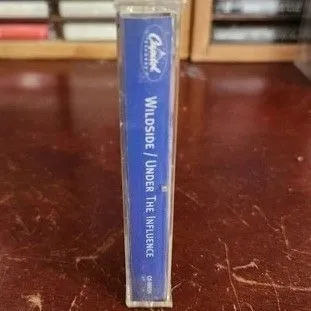 Capitol
WILDSIDE / UNDER THE INFLUENCE